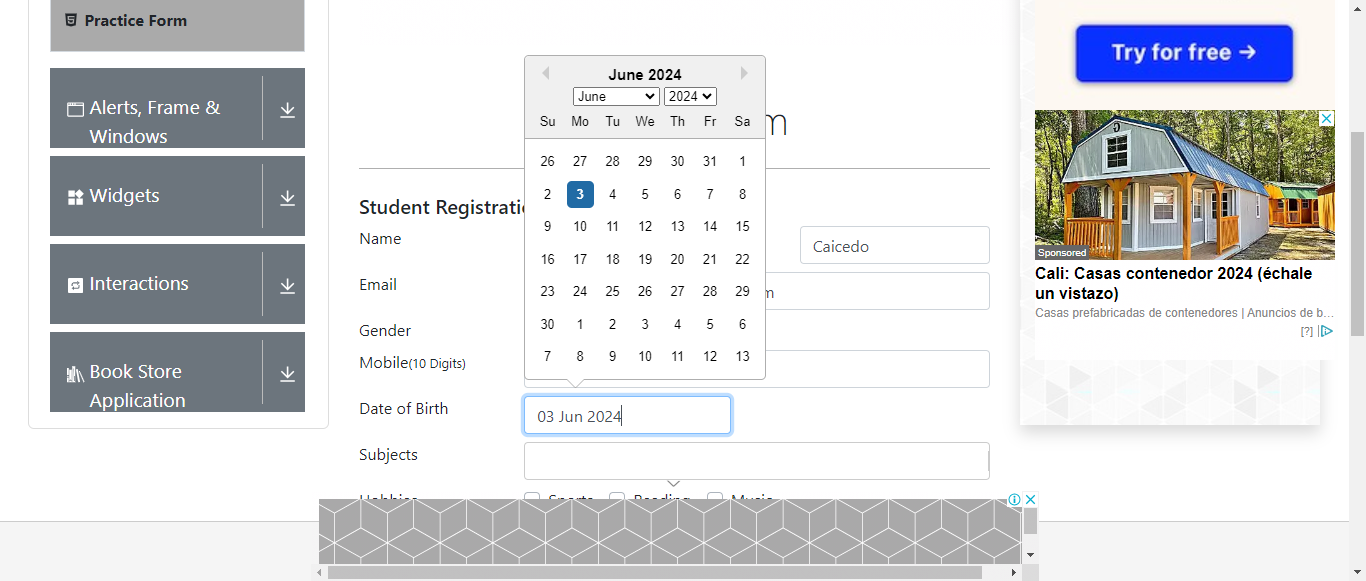 Practice Form
Alerts, Frame &
Windows
Widgets
Interactions
Book Store
Application
June 2024
June 2024
Su Mo Tu We Th Fr Sa
26 27 28 29 30 31 1
2 3 4 5 6 7 8
9 10 11 12 13 14 15
16 17 18 19 20 21 22
23 24 25 26 27 28 29
30 1 2 3 4 5 6
7 8 9 10 11 12 13
m
Student Registrati
Name
Caicedo
Email
m
Gender
Mobile(10 Digits)
Date of Birth
03 Jun 2024
Subjects
Hobbies
Sports Reading Music
Try for free →
Sponsored
Cali: Casas contenedor 2024 (échale
un vistazo)
Casas prefabricadas de contenedores | Anuncios de b...
[?]